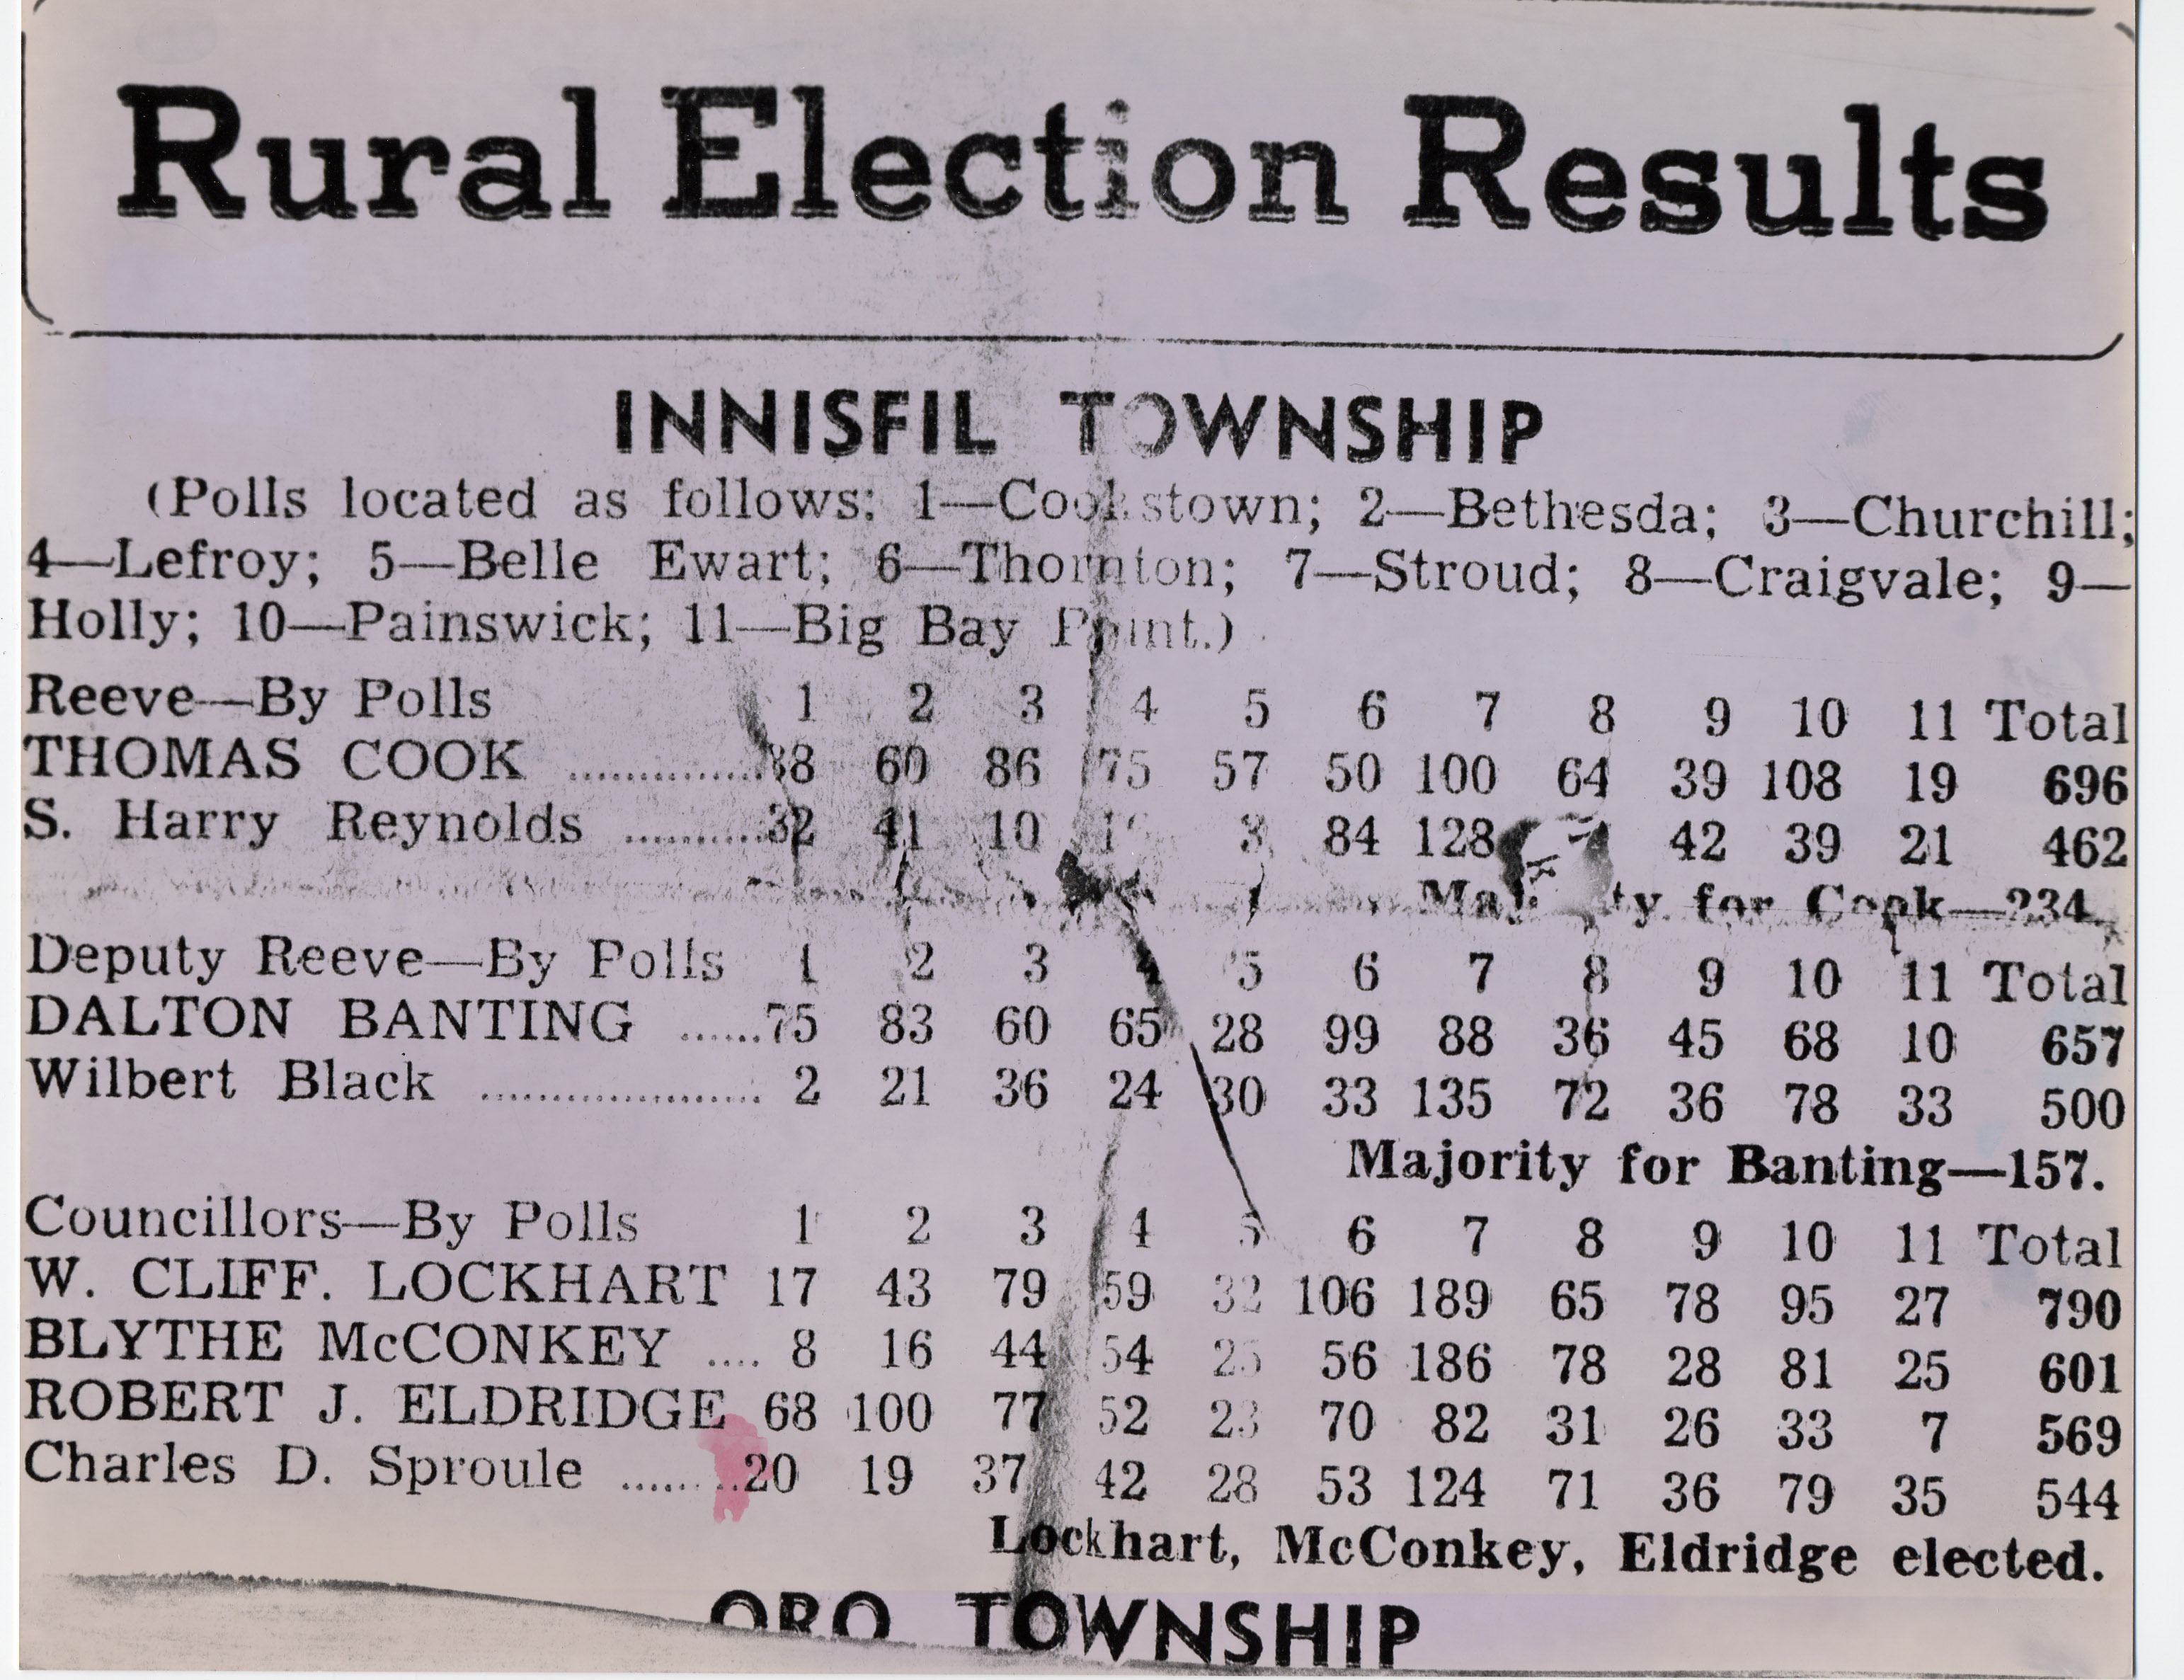 Rural Election Results
INNISFIL TOWNSHIP
(Polls located as follows: 1—Cookstown; 2—Bethesda; 3—Churchill;
4—Lefroy; 5—Belle Ewart; 6—Thornton; 7—Stroud; 8—Craigvale; 9—
Holly; 10—Painswick; 11—Big Bay Point.)
Reeve—By Polls 1 2 3 4 5 6 7 8 9 10 11 Total
THOMAS COOK ..............38 60 86 75 57 50 100 64 39 108 19 696
S. Harry Reynolds ..........32 41 10 84 128 42 39 21 462
Majority for Cook—234.
Deputy Reeve—By Polls 1 2 3 4 5 6 7 8 9 10 11 Total
DALTON BANTING ......75 83 60 65 28 99 88 36 45 68 10 657
Wilbert Black .................... 2 21 36 24 30 33 135 72 36 78 33 500
Majority for Banting—157.
Councillors—By Polls 1 2 3 4 5 6 7 8 9 10 11 Total
W. CLIFF. LOCKHART 17 43 79 59 32 106 189 65 78 95 27 790
BLYTHE McCONKEY .... 8 16 44 54 25 56 186 78 28 81 25 601
ROBERT J. ELDRIDGE 68 100 77 52 23 70 82 31 26 33 7 569
Charles D. Sproule ........20 19 37 42 28 53 124 71 36 79 35 544
Lockhart, McConkey, Eldridge elected.
ORO TOWNSHIP